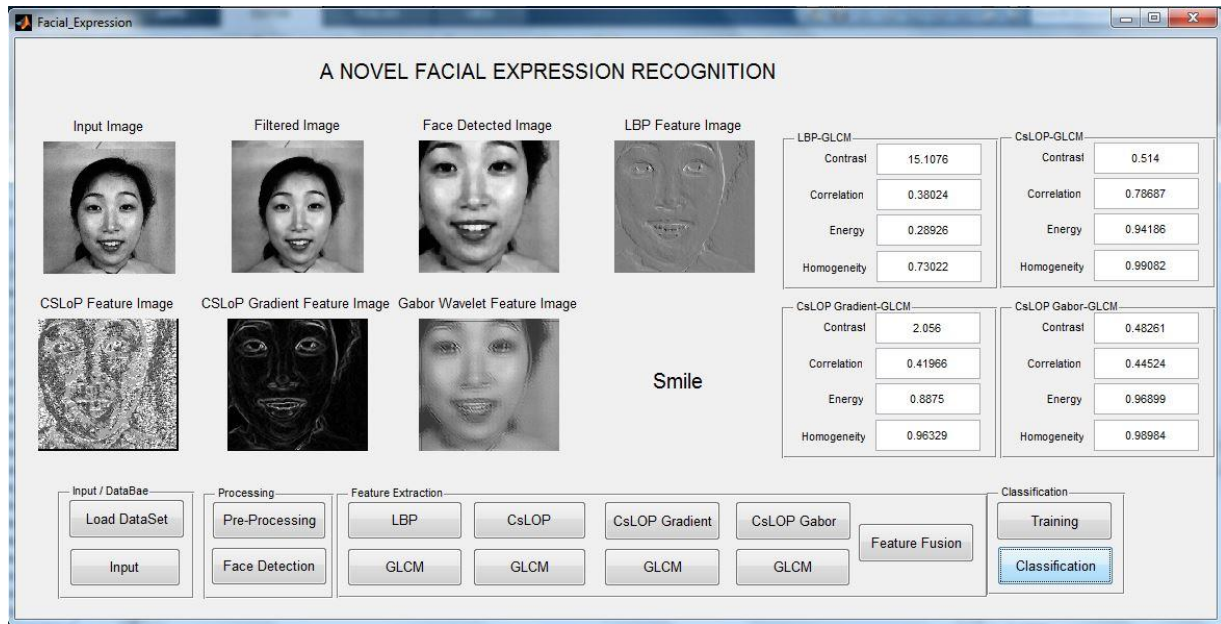 Facial_Expression
A NOVEL FACIAL EXPRESSION RECOGNITION
Input Image
Filtered Image
Face Detected Image
LBP Feature Image
CSLoP Feature Image
CSLoP Gradient Feature Image
Gabor Wavelet Feature Image
Smile
LBP-GLCM
Contrast 15.1076
Correlation 0.38024
Energy 0.28926
Homogeneity 0.73022
CsLOP-GLCM
Contrast 0.514
Correlation 0.78687
Energy 0.94186
Homogeneity 0.99082
CsLOP Gradient-GLCM
Contrast 2.056
Correlation 0.41966
Energy 0.8875
Homogeneity 0.96329
CsLOP Gabor-GLCM
Contrast 0.48261
Correlation 0.44524
Energy 0.96899
Homogeneity 0.98984
Input / DataBae
Load DataSet
Input
Processing
Pre-Processing
Face Detection
Feature Extraction
LBP
CsLOP
CsLOP Gradient
CsLOP Gabor
GLCM
GLCM
GLCM
GLCM
Feature Fusion
Classification
Training
Classification